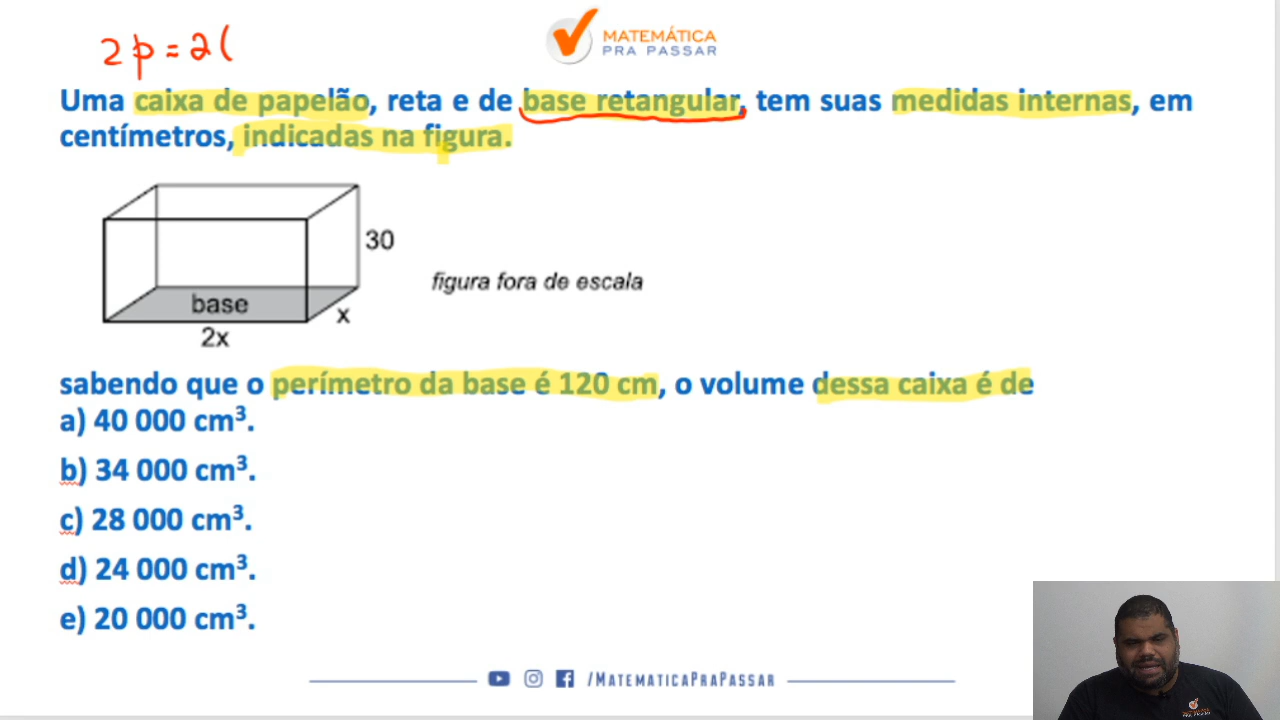 2p = 2(
MATEMÁTICA
PRA PASSAR
Uma caixa de papelão, reta e de base retangular, tem suas medidas internas, em
centímetros, indicadas na figura.
30
figura fora de escala
base
x
2x
sabendo que o perímetro da base é 120 cm, o volume dessa caixa é de
a) 40 000 cm³.
b) 34 000 cm³.
c) 28 000 cm³.
d) 24 000 cm³.
e) 20 000 cm³.
/MATEMATICAPRAPASSAR